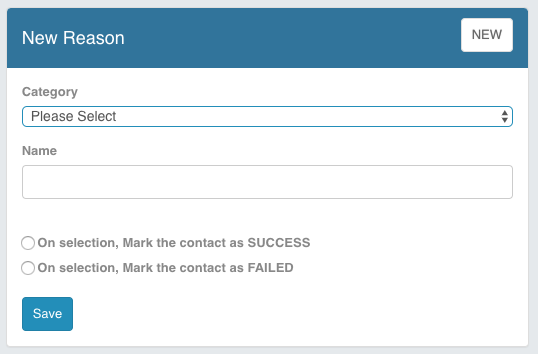 New Reason
NEW
Category
Please Select
Name
On selection, Mark the contact as SUCCESS
On selection, Mark the contact as FAILED
Save